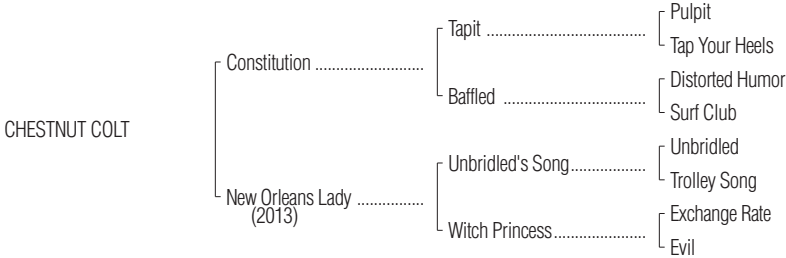 Pulpit
Tapit ......................................
Tap Your Heels
Constitution ..........................
Distorted Humor
Baffled ..................................
Surf Club
CHESTNUT COLT
Unbridled
Unbridled's Song..................
Trolley Song
New Orleans Lady ................
(2013)
Exchange Rate
Witch Princess......................
Evil